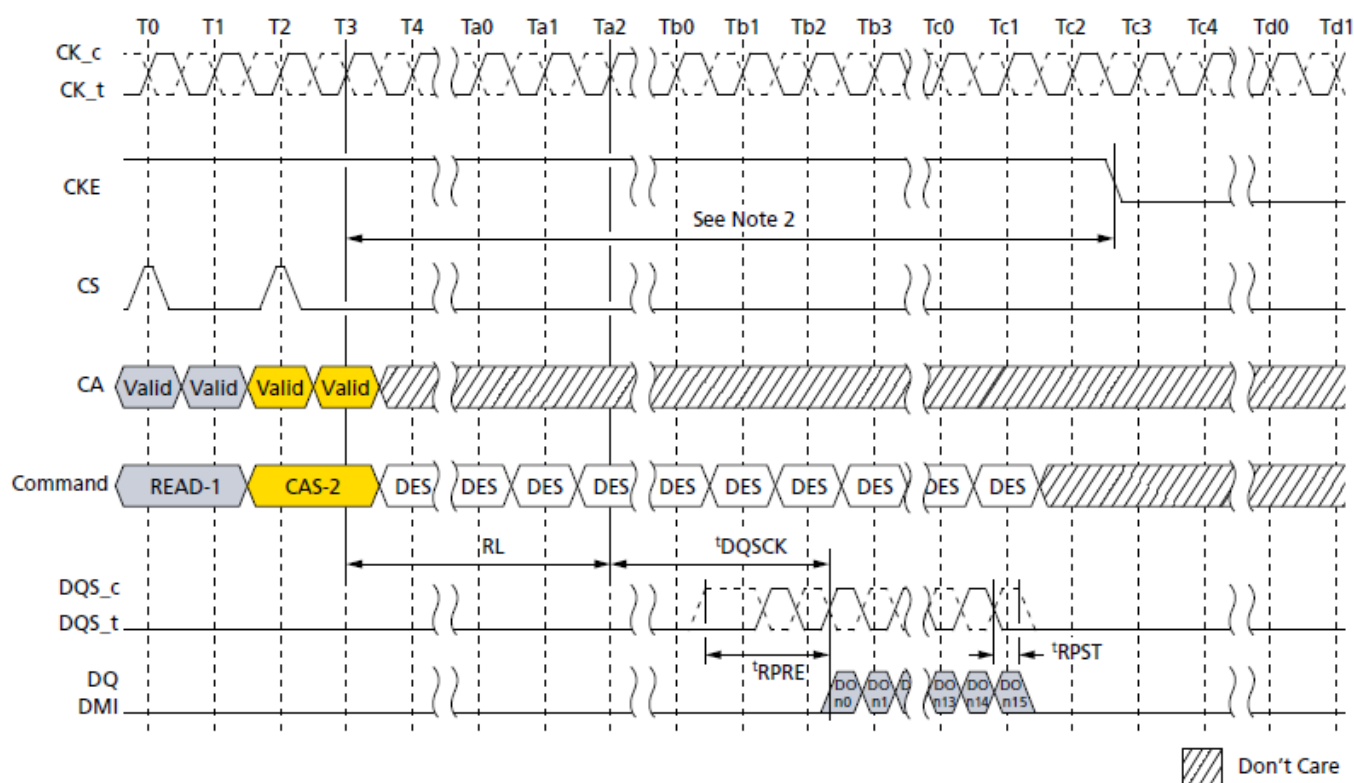 T0 T1 T2 T3 T4 Ta0 Ta1 Ta2 Tb0 Tb1 Tb2 Tb3 Tc0 Tc1 Tc2 Tc3 Tc4 Td0 Td1
CK_c
CK_t
CKE
See Note 2
CS
CA Valid Valid Valid Valid
Command READ-1 CAS-2 DES DES DES DES DES DES DES DES DES DES
RL tDQSCK
DQS_c
DQS_t
tRPRE tRPST
DQ DO DO D DO DO DO
DMI n0 n1 n13 n14 n15
Don't Care